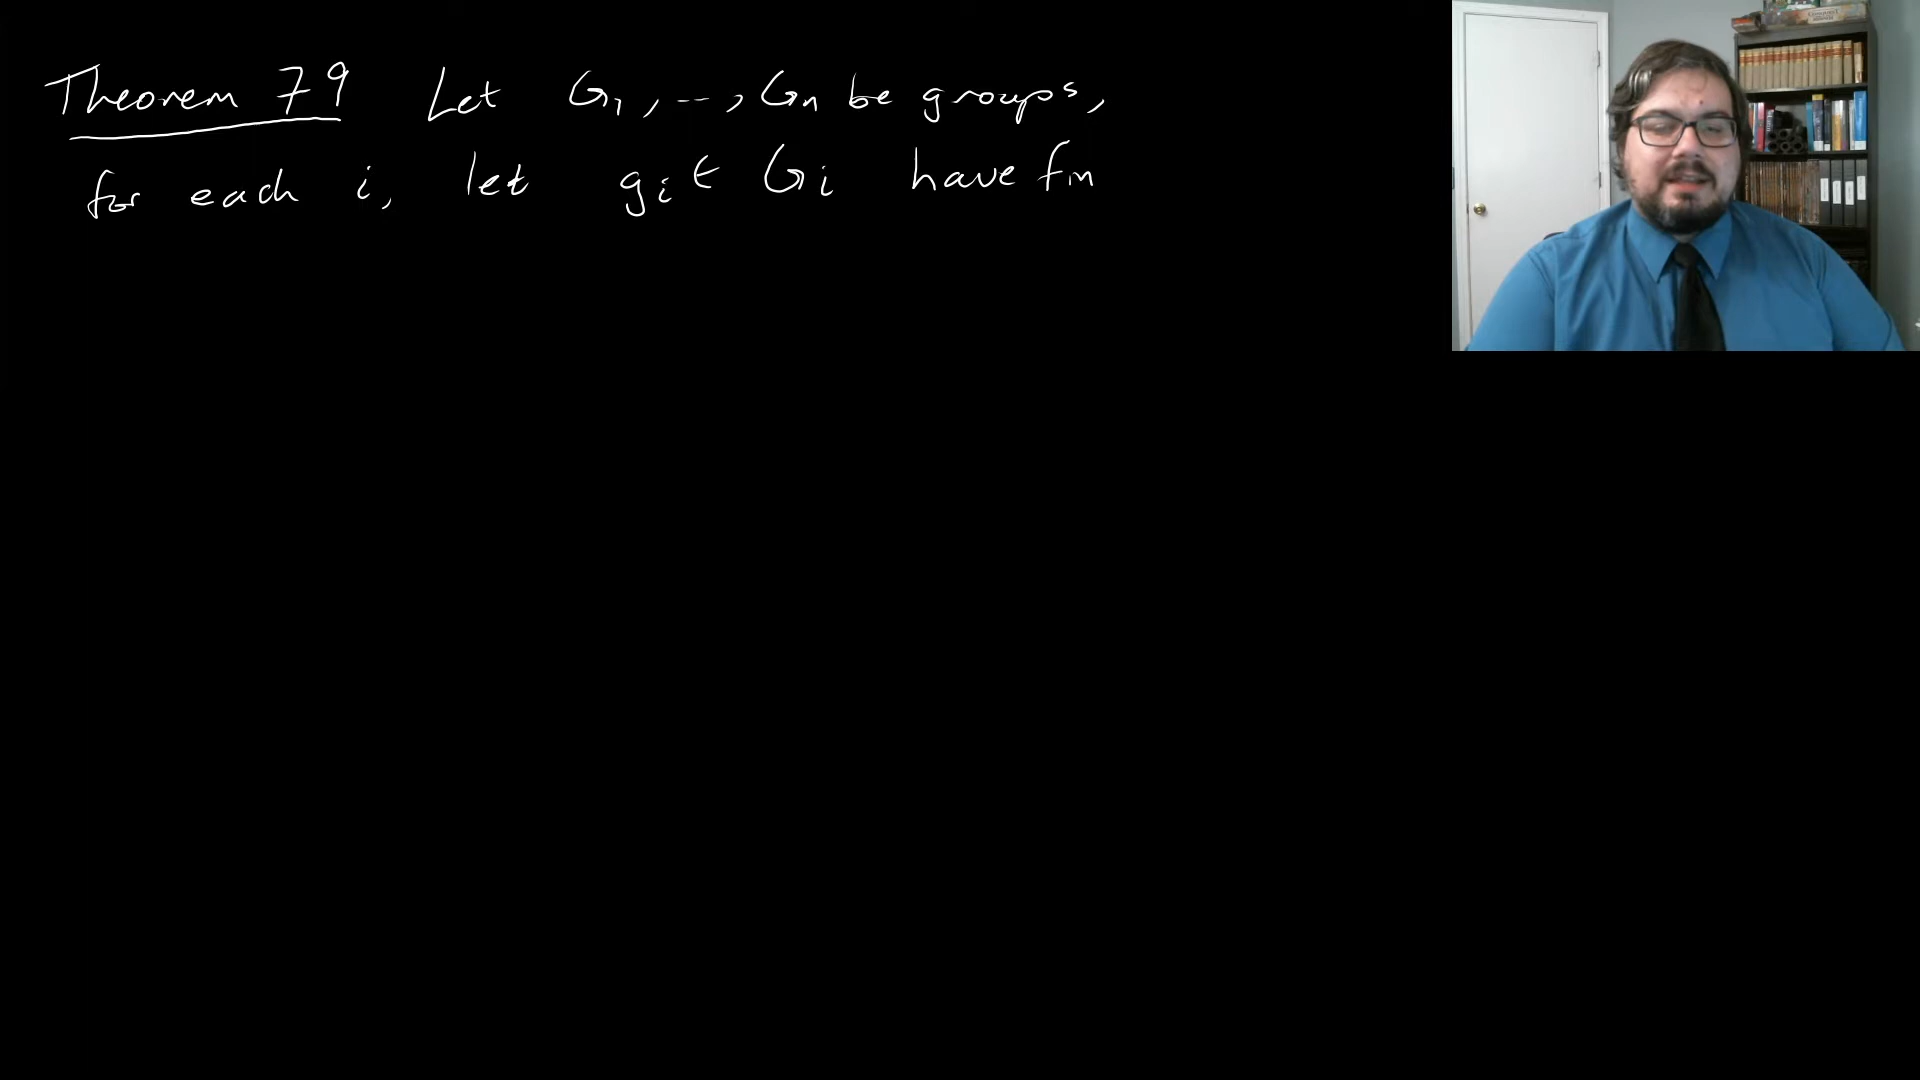 Theorem 79 Let G₁, --, Gₙ be groups,
for each i, let gᵢ ∈ Gᵢ have fin